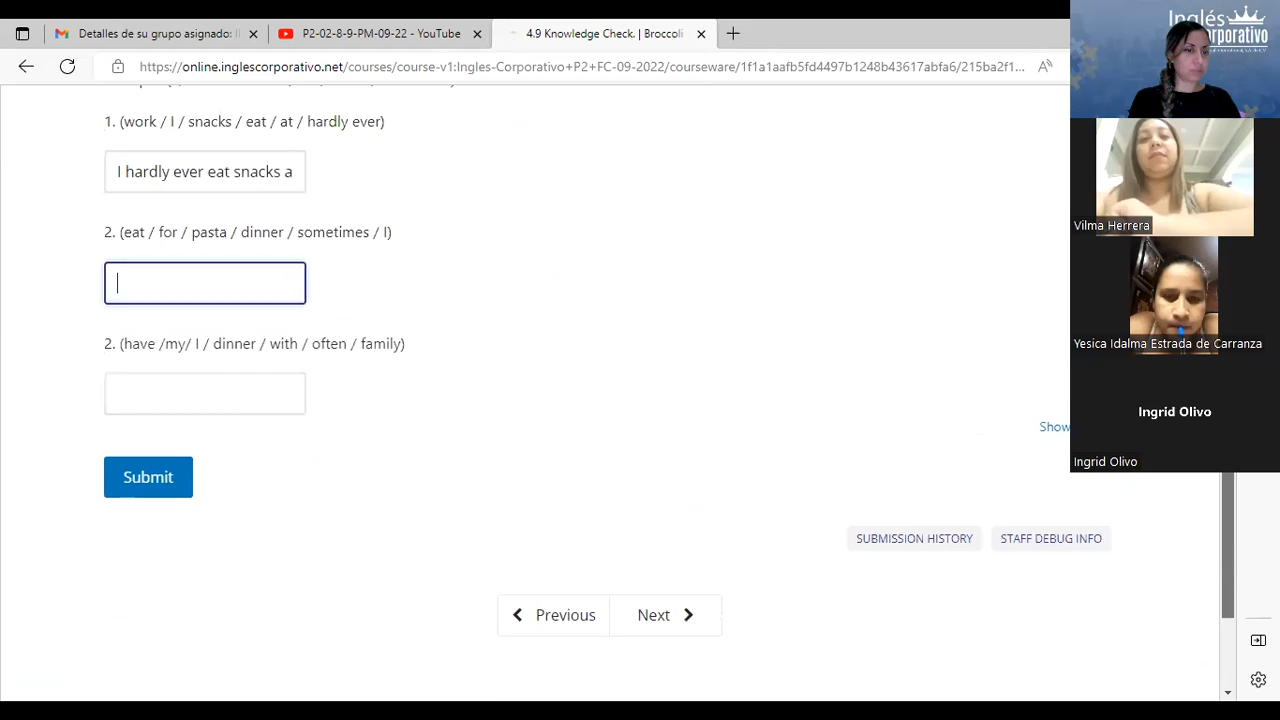 Detalles de su grupo asignado: I
P2-02-8-9-PM-09-22 - YouTube
4.9 Knowledge Check. | Broccoli
https://online.inglescorporativo.net/courses/course-v1:Ingles-Corporativo+P2+FC-09-2022/courseware/1f1a1aafb5fd4497b1248b43617abfa6/215ba2f1...
1. (work / I / snacks / eat / at / hardly ever)
I hardly ever eat snacks a
2. (eat / for / pasta / dinner / sometimes / I)
2. (have /my/ I / dinner / with / often / family)
Show
Submit
SUBMISSION HISTORY
STAFF DEBUG INFO
Previous
Next
Inglés
Corporativo
Vilma Herrera
Yesica Idalma Estrada de Carranza
Ingrid Olivo
Ingrid Olivo